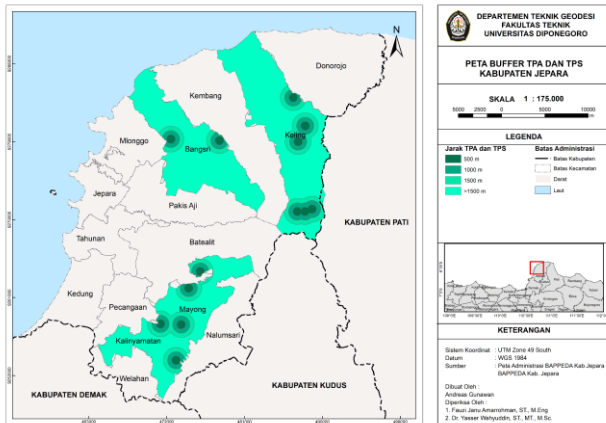 DEPARTEMEN TEKNIK GEODESI
FAKULTAS TEKNIK
UNIVERSITAS DIPONEGORO
PETA BUFFER TPA DAN TPS
KABUPATEN JEPARA
SKALA 1 : 175.000
5000 2500 0 5000 10000
LEGENDA
Jarak TPA dan TPS
500 m
1000 m
1500 m
>1500 m
Batas Administrasi
Batas Kabupaten
Batas Kecamatan
Darat
Laut
KETERANGAN
Sistem Koordinat : UTM Zone 49 South
Datum : WGS 1984
Sumber : Peta Administrasi BAPPEDA Kab.Jepara
BAPPEDA Kab. Jepara
Dibuat Oleh :
Andreas Gunawan
Diperiksa Oleh :
1. Fauzi Janu Amarrohman, ST., M.Eng
2. Dr. Yasser Wahyuddin, ST., MT., M.Sc.
N
Donorojo
Kembang
Keling
Mlonggo
Bangsri
Jepara
Pakis Aji
KABUPATEN PATI
Tahunan
Batealit
Kedung
Pecangaan
Mayong
Kalinyamatan
Nalumsari
Welahan
KABUPATEN DEMAK
KABUPATEN KUDUS